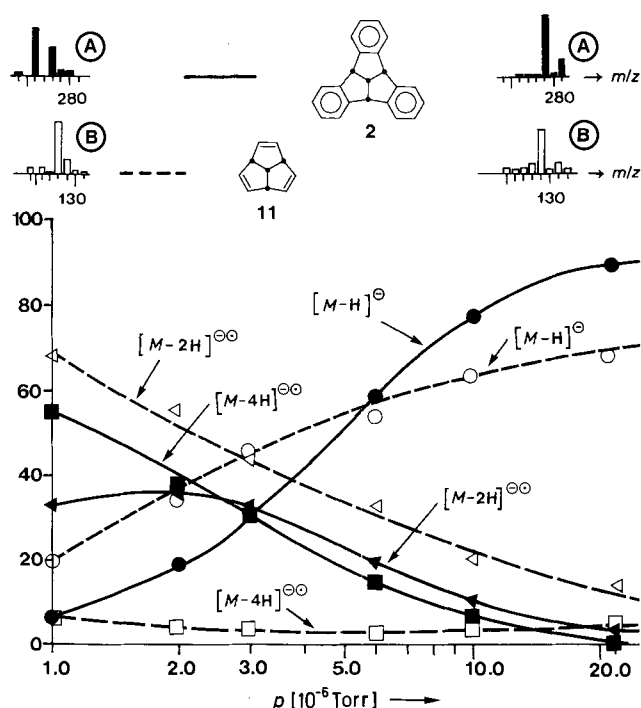 A
280
2
A
→ m/z
280
B
130
11
B
→ m/z
130
100
80
60
40
20
0
[M-2H]⊖⊙
[M-4H]⊖⊙
[M-H]⊖
[M-H]⊖
[M-2H]⊖⊙
[M-4H]⊖⊙
1.0 2.0 3.0 5.0 10.0 20.0
p [10⁻⁶ Torr] →